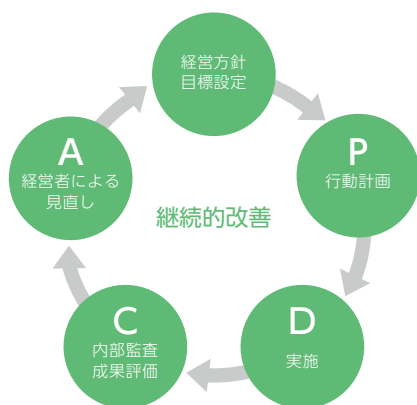 経営方針
目標設定
P
行動計画
D
実施
C
内部監査
成果評価
A
経営者による
見直し
継続的改善